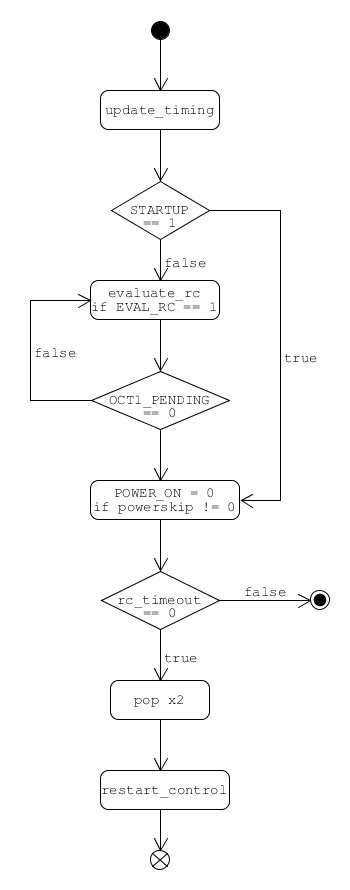 update_timing
STARTUP
== 1
false
evaluate_rc
if EVAL_RC == 1
false
true
OCT1_PENDING
== 0
POWER_ON = 0
if powerskip != 0
false
rc_timeout
== 0
true
pop x2
restart_control